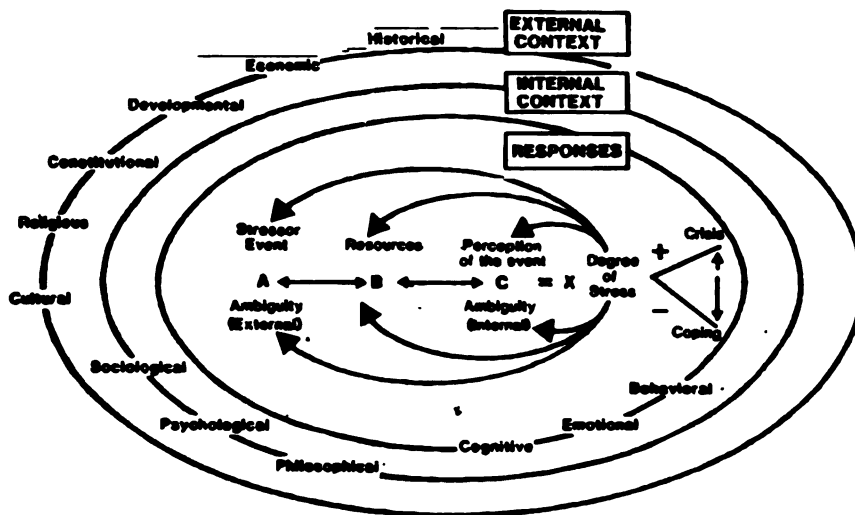 Historical
EXTERNAL
CONTEXT
Economic
INTERNAL
CONTEXT
Developmental
Constitutional
RESPONSES
Religious
Cultural
Stressor
Event
Resources
Perception
of the event
Degree
of
Stress
+
Crisis
A
B
C = X
Ambiguity
(External)
Ambiguity
(Internal)
–
Coping
Sociological
Behavioral
Psychological
Emotional
Cognitive
Philosophical